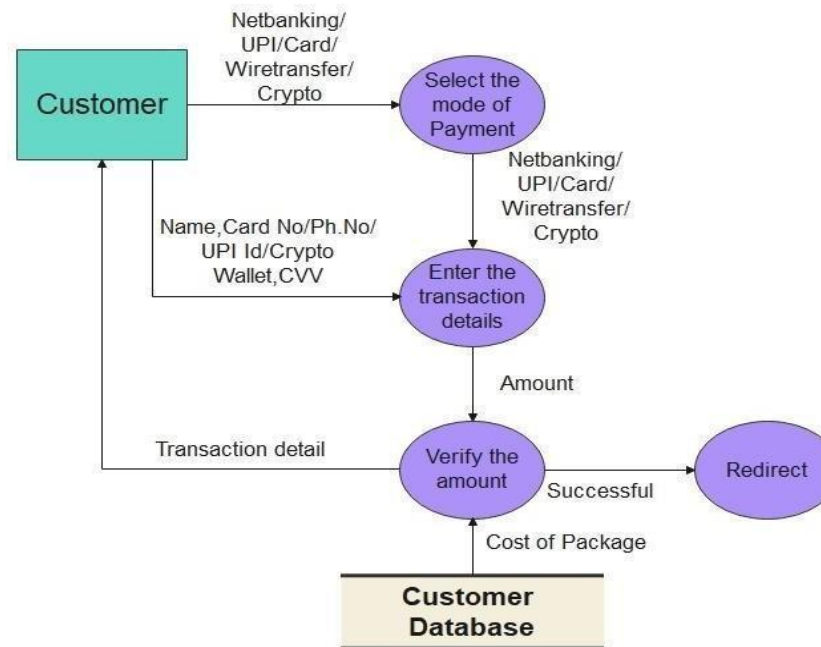 Netbanking/
UPI/Card/
Wiretransfer/
Crypto
Customer
Select the
mode of
Payment
Netbanking/
UPI/Card/
Wiretransfer/
Crypto
Name,Card No/Ph.No/
UPI Id/Crypto
Wallet,CVV
Enter the
transaction
details
Amount
Transaction detail
Verify the
amount
Successful
Redirect
Cost of Package
Customer
Database